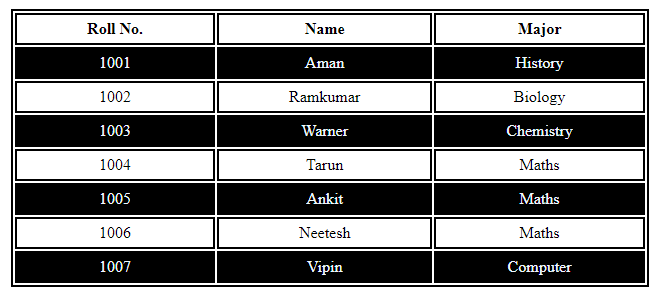 Roll No. Name Major
1001 Aman History
1002 Ramkumar Biology
1003 Warner Chemistry
1004 Tarun Maths
1005 Ankit Maths
1006 Neetesh Maths
1007 Vipin Computer